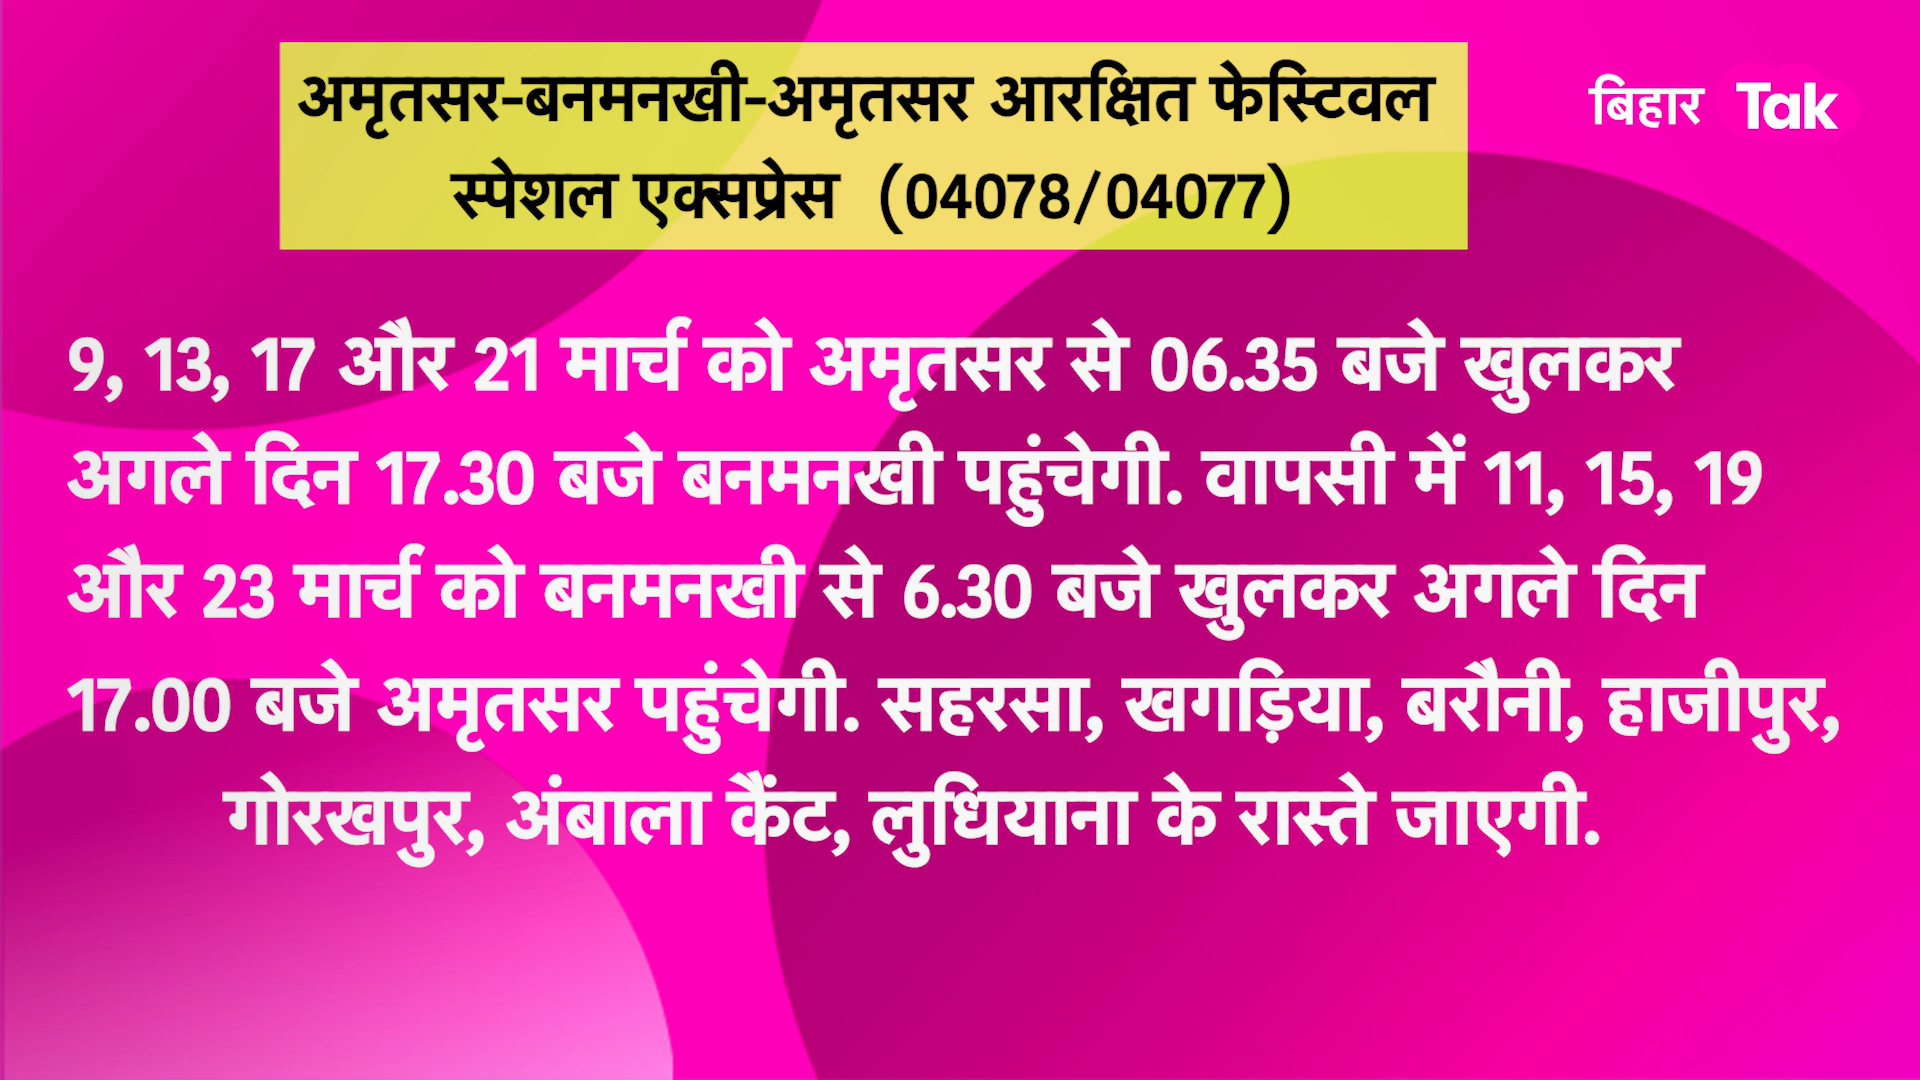 अमृतसर-बनमनखी-अमृतसर आरक्षित फेस्टिवल
स्पेशल एक्सप्रेस (04078/04077)
बिहार Tak
9, 13, 17 और 21 मार्च को अमृतसर से 06.35 बजे खुलकर
अगले दिन 17.30 बजे बनमनखी पहुंचेगी. वापसी में 11, 15, 19
और 23 मार्च को बनमनखी से 6.30 बजे खुलकर अगले दिन
17.00 बजे अमृतसर पहुंचेगी. सहरसा, खगड़िया, बरौनी, हाजीपुर,
गोरखपुर, अंबाला कैंट, लुधियाना के रास्ते जाएगी.